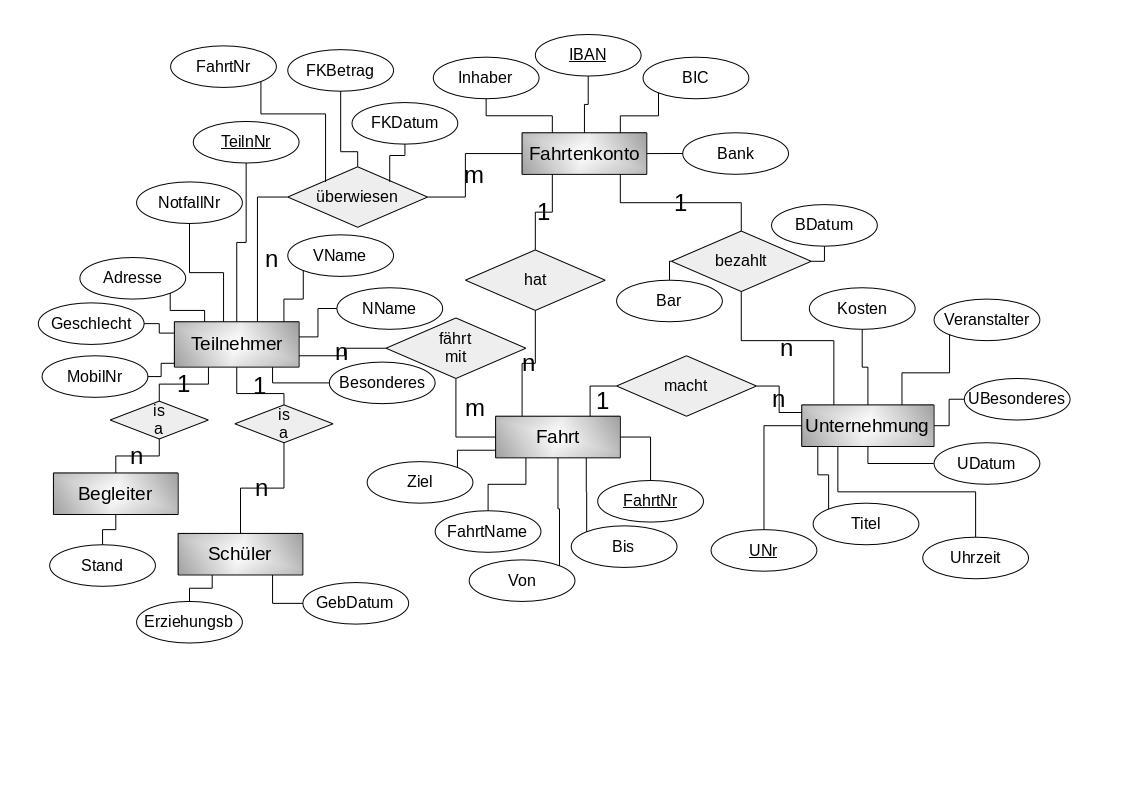 IBAN
FahrtNr
FKBetrag
Inhaber
BIC
FKDatum
TeilnNr
Fahrtenkonto
Bank
m
überwiesen
NotfallNr
1
1
BDatum
n
VName
bezahlt
Adresse
hat
Bar
NName
Kosten
Geschlecht
Veranstalter
Teilnehmer
fährt
mit
n
n
n
MobilNr
Besonderes
1
1
macht
n
UBesonderes
is
a
is
a
m
1
Fahrt
Unternehmung
n
UDatum
Begleiter
n
Ziel
FahrtNr
Titel
FahrtName
Bis
UNr
Uhrzeit
Schüler
Stand
Von
GebDatum
Erziehungsb